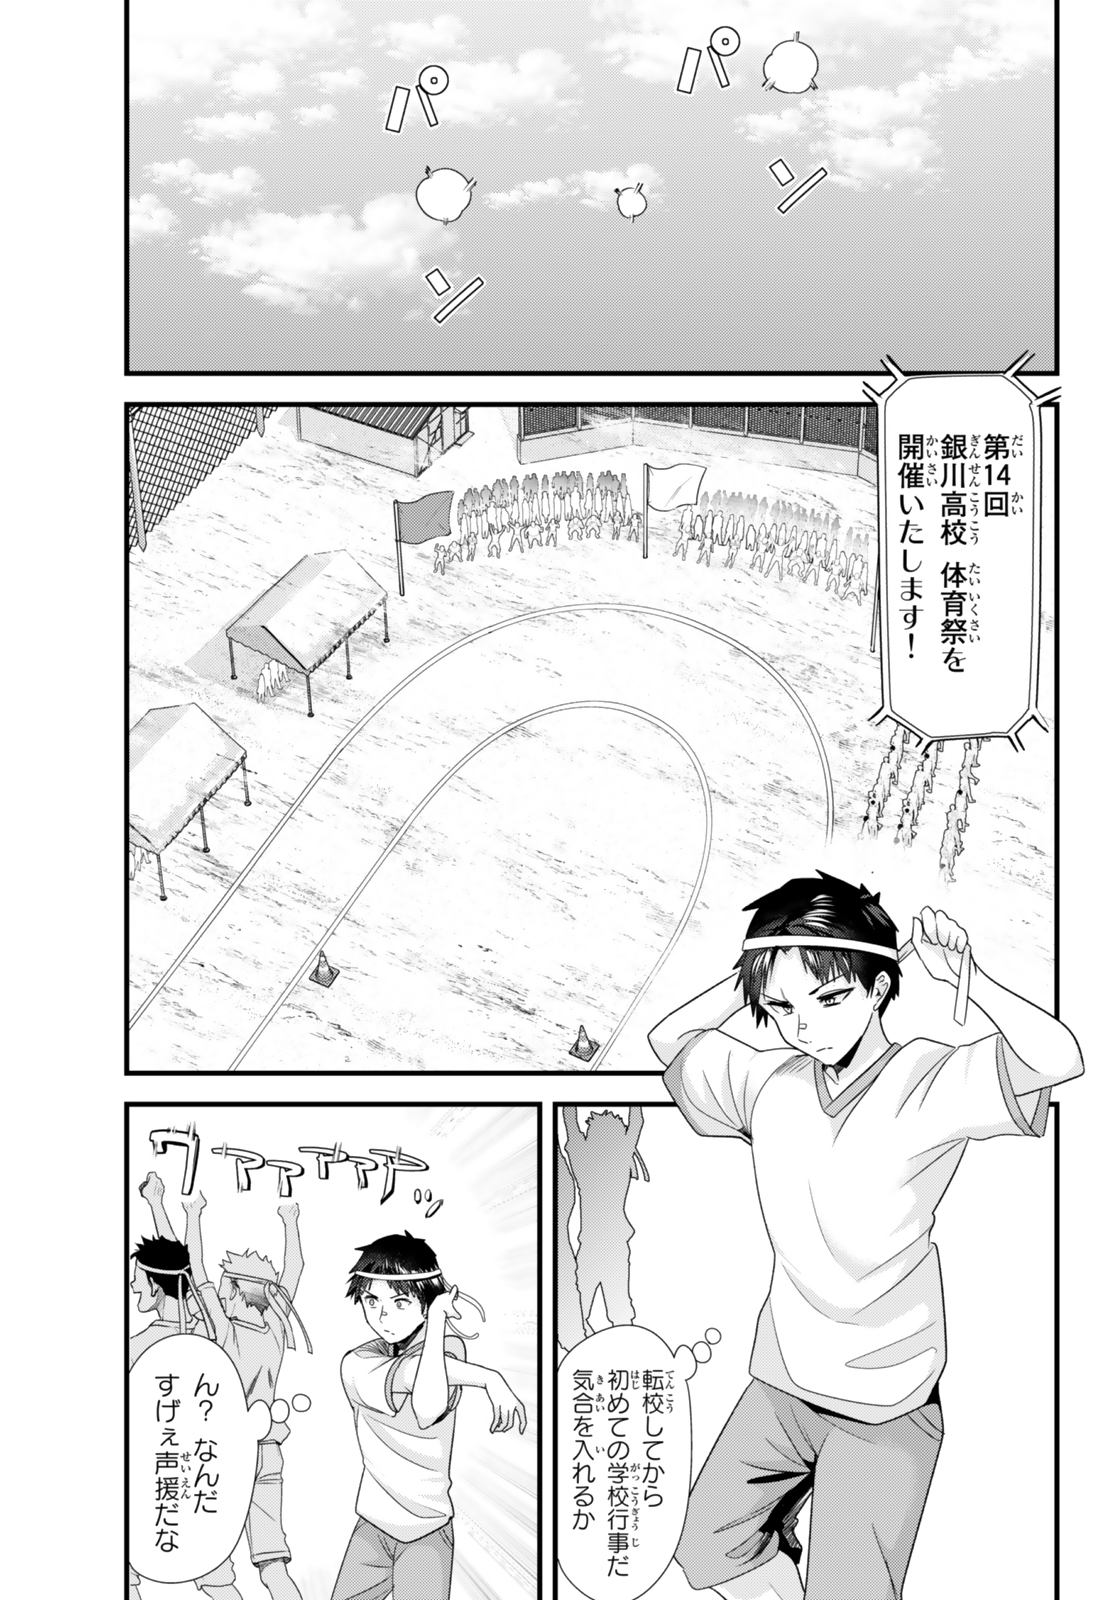 パン
パン
第14回
銀川高校 体育祭を
開催いたします！
転校してから
初めての学校行事だ
気合を入れるか
ワァァァァァッ
ん？なんだ
すげぇ声援だな